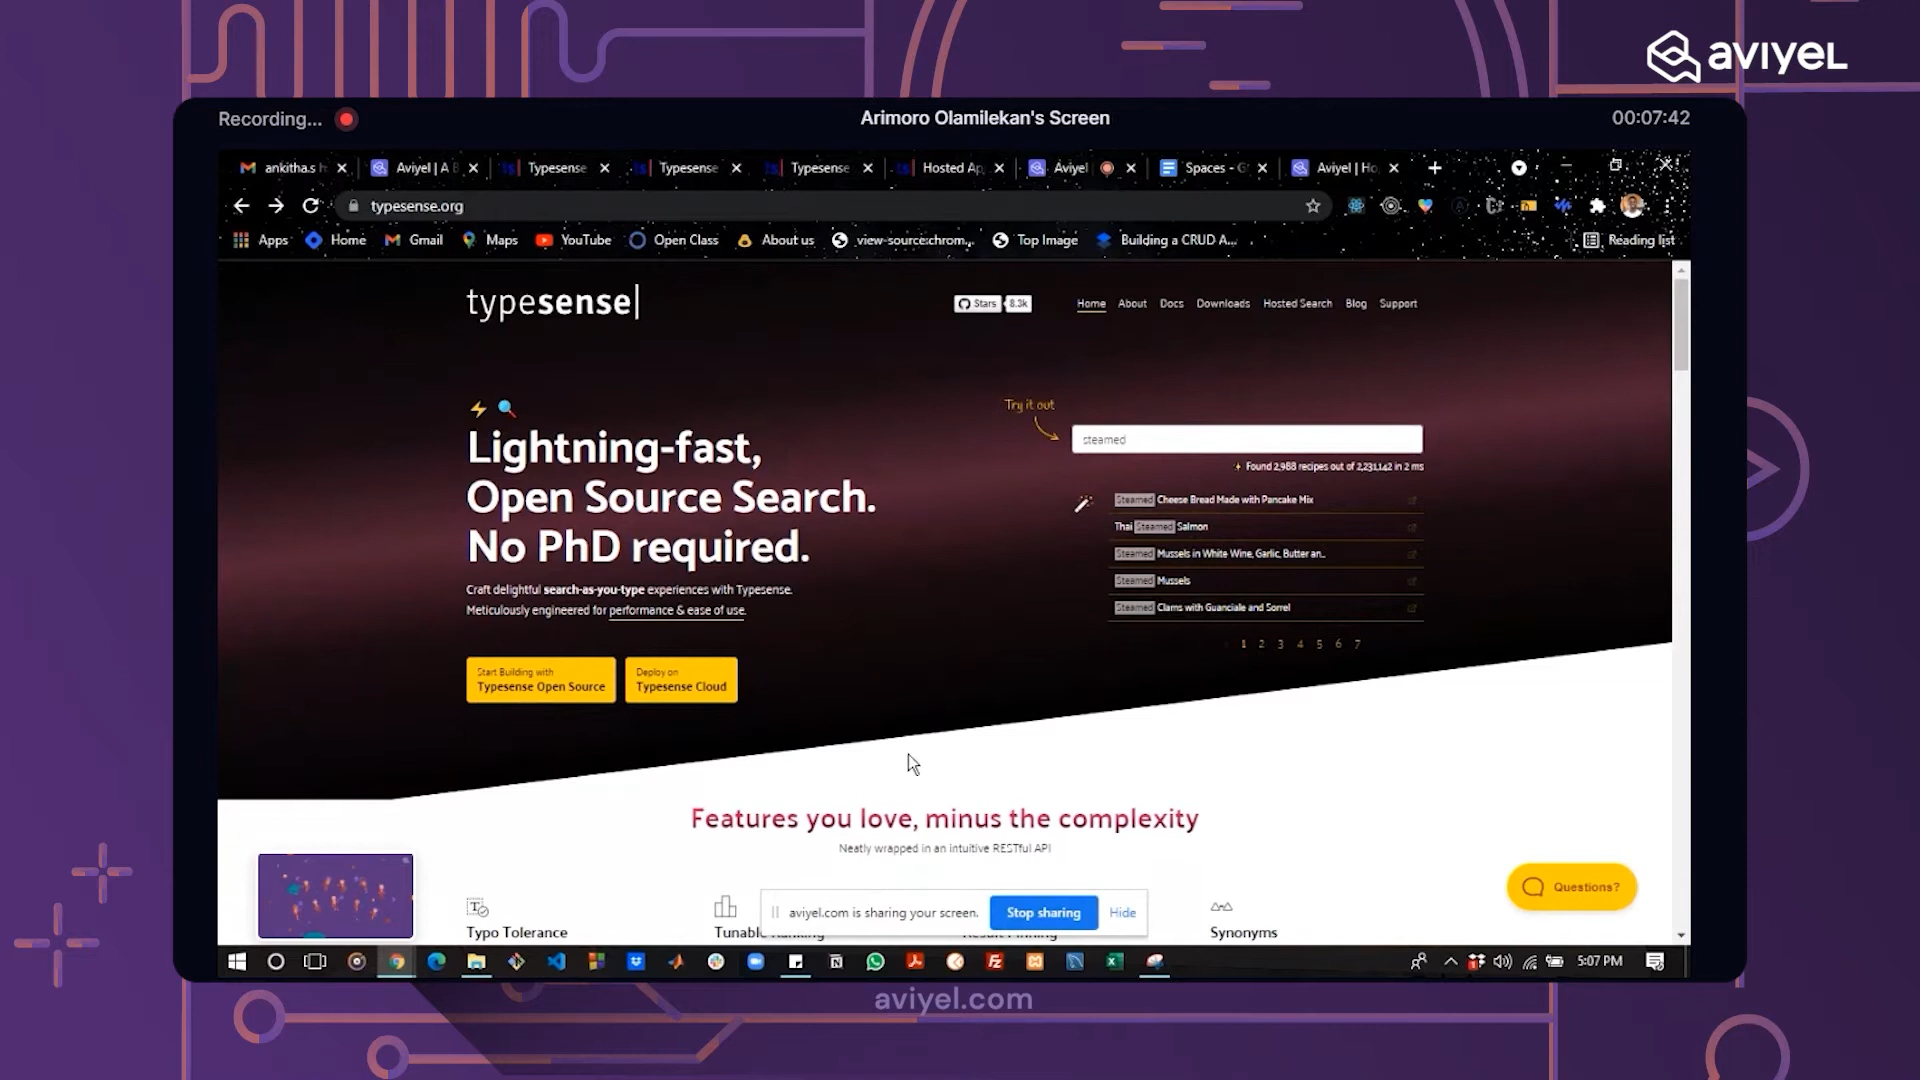 aviyel
Recording...
Arimoro Olamilekan's Screen
00:07:42
ankitha.s h
Aviyel | A B
Typesense
Typesense
Typesense
Hosted Ap
Aviyel
Spaces - G
Aviyel | Ho
typesense.org
Apps
Home
Gmail
Maps
YouTube
Open Class
About us
view-source:chrom...
Top Image
Building a CRUD A...
Reading list
typesense|
Stars
8.3k
Home
About
Docs
Downloads
Hosted Search
Blog
Support
Lightning-fast,
Open Source Search.
No PhD required.
Craft delightful search-as-you-type experiences with Typesense.
Meticulously engineered for performance & ease of use.
Start Building with
Typesense Open Source
Deploy on
Typesense Cloud
Try it out
steamed
Found 2,988 recipes out of 2,231,142 in 2 ms
Steamed Cheese Bread Made with Pancake Mix
Thai Steamed Salmon
Steamed Mussels in White Wine, Garlic, Butter an...
Steamed Mussels
Steamed Clams with Guanciale and Sorrel
1 2 3 4 5 6 7
Features you love, minus the complexity
Neatly wrapped in an intuitive RESTful API
Typo Tolerance
Tunable Ranking
Result Pinning
Synonyms
aviyel.com is sharing your screen.
Stop sharing
Hide
Questions?
5:07 PM
aviyel.com